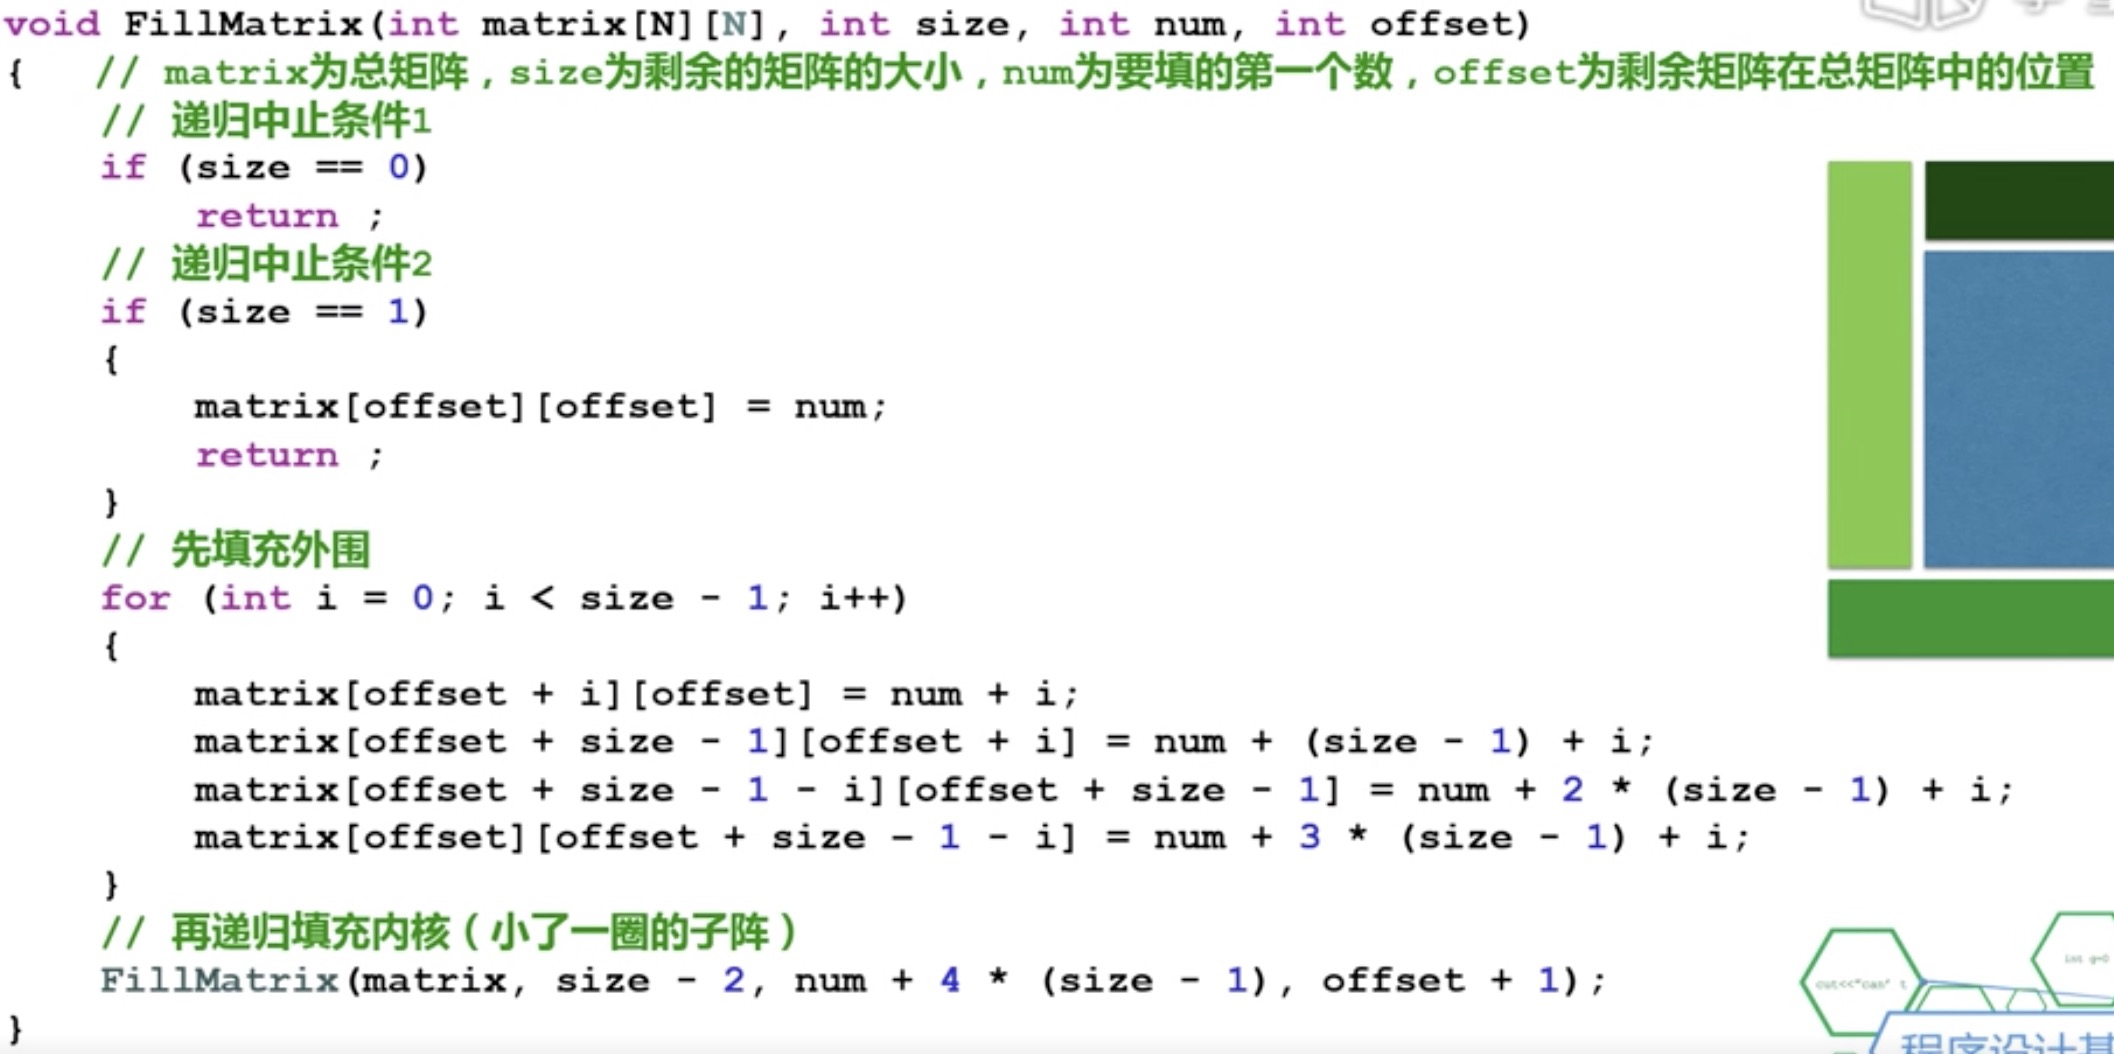 void FillMatrix(int matrix[N][N], int size, int num, int offset)
{ // matrix为总矩阵，size为剩余的矩阵的大小，num为要填的第一个数，offset为剩余矩阵在总矩阵中的位置
// 递归中止条件1
if (size == 0)
return ;
// 递归中止条件2
if (size == 1)
{
matrix[offset][offset] = num;
return ;
}
// 先填充外围
for (int i = 0; i < size - 1; i++)
{
matrix[offset + i][offset] = num + i;
matrix[offset + size - 1][offset + i] = num + (size - 1) + i;
matrix[offset + size - 1 - i][offset + size - 1] = num + 2 * (size - 1) + i;
matrix[offset][offset + size – 1 - i] = num + 3 * (size - 1) + i;
}
// 再递归填充内核（小了一圈的子阵）
FillMatrix(matrix, size - 2, num + 4 * (size - 1), offset + 1);
}
int g=0
cut<<"can' t
程序设计基